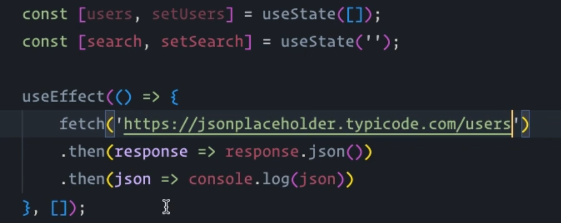 const [users, setUsers] = useState([]);
const [search, setSearch] = useState('');
useEffect(() => {
fetch('https://jsonplaceholder.typicode.com/users')
.then(response => response.json())
.then(json => console.log(json))
}, []);